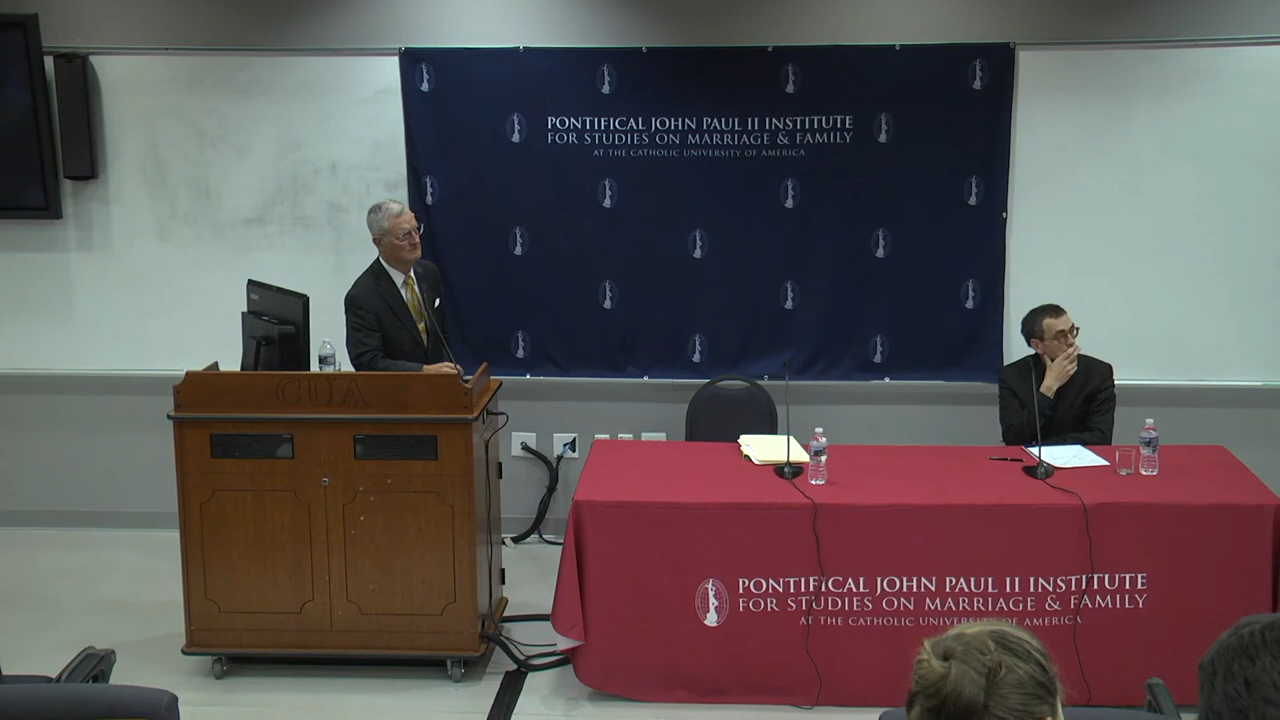 PONTIFICAL JOHN PAUL II INSTITUTE
FOR STUDIES ON MARRIAGE & FAMILY
AT THE CATHOLIC UNIVERSITY OF AMERICA
CUA
PONTIFICAL JOHN PAUL II INSTITUTE
FOR STUDIES ON MARRIAGE & FAMILY
AT THE CATHOLIC UNIVERSITY OF AMERICA